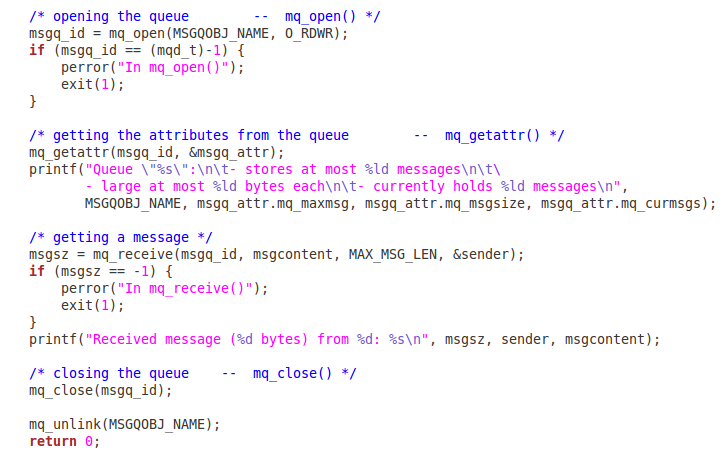 /* opening the queue        --  mq_open() */
msgq_id = mq_open(MSGQOBJ_NAME, O_RDWR);
if (msgq_id == (mqd_t)-1) {
    perror("In mq_open()");
    exit(1);
}

/* getting the attributes from the queue        --  mq_getattr() */
mq_getattr(msgq_id, &msgq_attr);
printf("Queue \"%s\":\n\t- stores at most %ld messages\n\t\
       - large at most %ld bytes each\n\t- currently holds %ld messages\n",
       MSGQOBJ_NAME, msgq_attr.mq_maxmsg, msgq_attr.mq_msgsize, msgq_attr.mq_curmsgs);

/* getting a message */
msgsz = mq_receive(msgq_id, msgcontent, MAX_MSG_LEN, &sender);
if (msgsz == -1) {
    perror("In mq_receive()");
    exit(1);
}
printf("Received message (%d bytes) from %d: %s\n", msgsz, sender, msgcontent);

/* closing the queue    --  mq_close() */
mq_close(msgq_id);

mq_unlink(MSGQOBJ_NAME);
return 0;